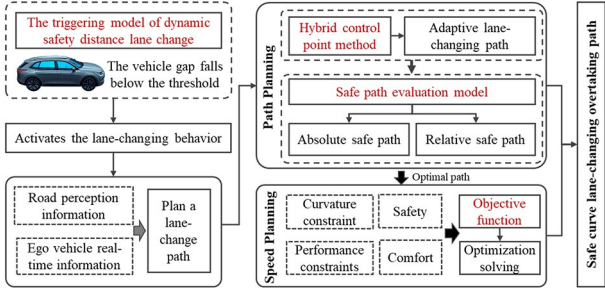 The triggering model of dynamic
safety distance lane change
The vehicle gap falls
below the threshold
Activates the lane-changing behavior
Road perception
information
Ego vehicle real-
time information
Plan a
lane-
change
path
Path Planning
Hybrid control
point method
Adaptive lane-
changing path
Safe path evaluation model
Absolute safe path
Relative safe path
Optimal path
Speed Planning
Curvature
constraint
Safety
Performance
constraints
Comfort
Objective
function
Optimization
solving
Safe curve lane-changing overtaking path